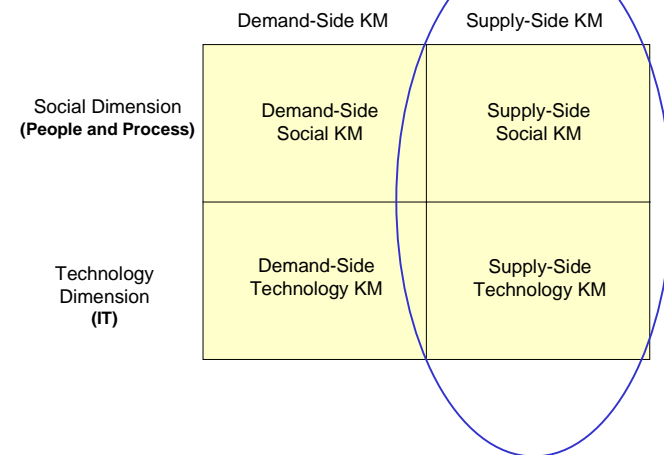 Demand-Side KM
Supply-Side KM
Social Dimension
(People and Process)
Demand-Side
Social KM
Supply-Side
Social KM
Technology
Dimension
(IT)
Demand-Side
Technology KM
Supply-Side
Technology KM